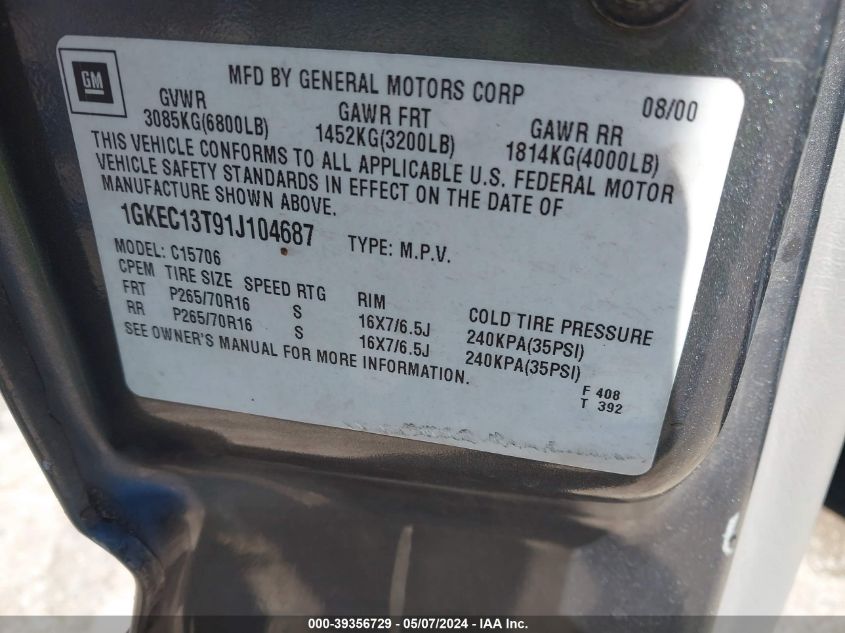 GM
MFD BY GENERAL MOTORS CORP 08/00
GVWR GAWR FRT GAWR RR
3085KG(6800LB) 1452KG(3200LB) 1814KG(4000LB)
THIS VEHICLE CONFORMS TO ALL APPLICABLE U.S. FEDERAL MOTOR
VEHICLE SAFETY STANDARDS IN EFFECT ON THE DATE OF
MANUFACTURE SHOWN ABOVE.
1GKEC13T91J104687 TYPE: M.P.V.
MODEL: C15706
CPEM TIRE SIZE SPEED RTG RIM COLD TIRE PRESSURE
FRT P265/70R16 S 16X7/6.5J 240KPA(35PSI)
RR P265/70R16 S 16X7/6.5J 240KPA(35PSI)
SEE OWNER'S MANUAL FOR MORE INFORMATION.
F 408
T 392
000-39356729 - 05/07/2024 - IAA Inc.